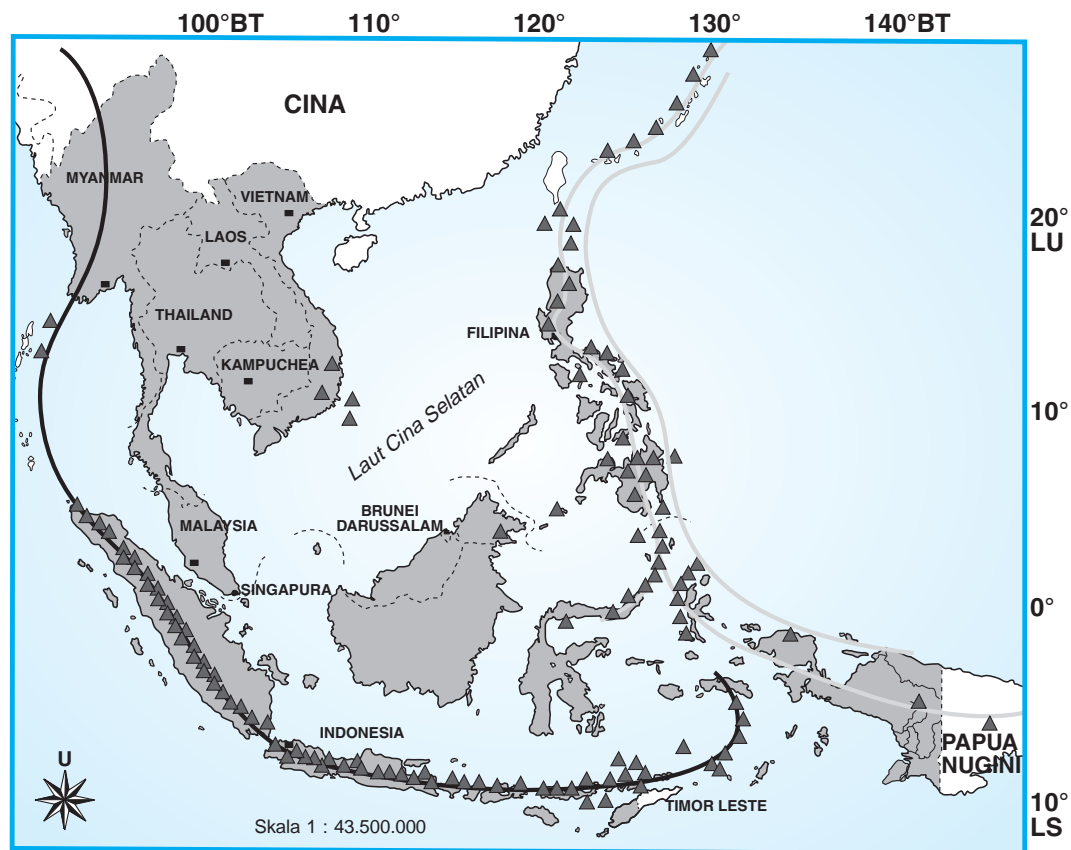 100°BT 110° 120° 130° 140°BT
CINA
MYANMAR
VIETNAM
LAOS
20°
LU
THAILAND
FILIPINA
KAMPUCHEA
Laut Cina Selatan
10°
BRUNEI
DARUSSALAM
MALAYSIA
SINGAPURA
0°
INDONESIA
PAPUA
NUGINI
U
TIMOR LESTE
10°
LS
Skala 1 : 43.500.000